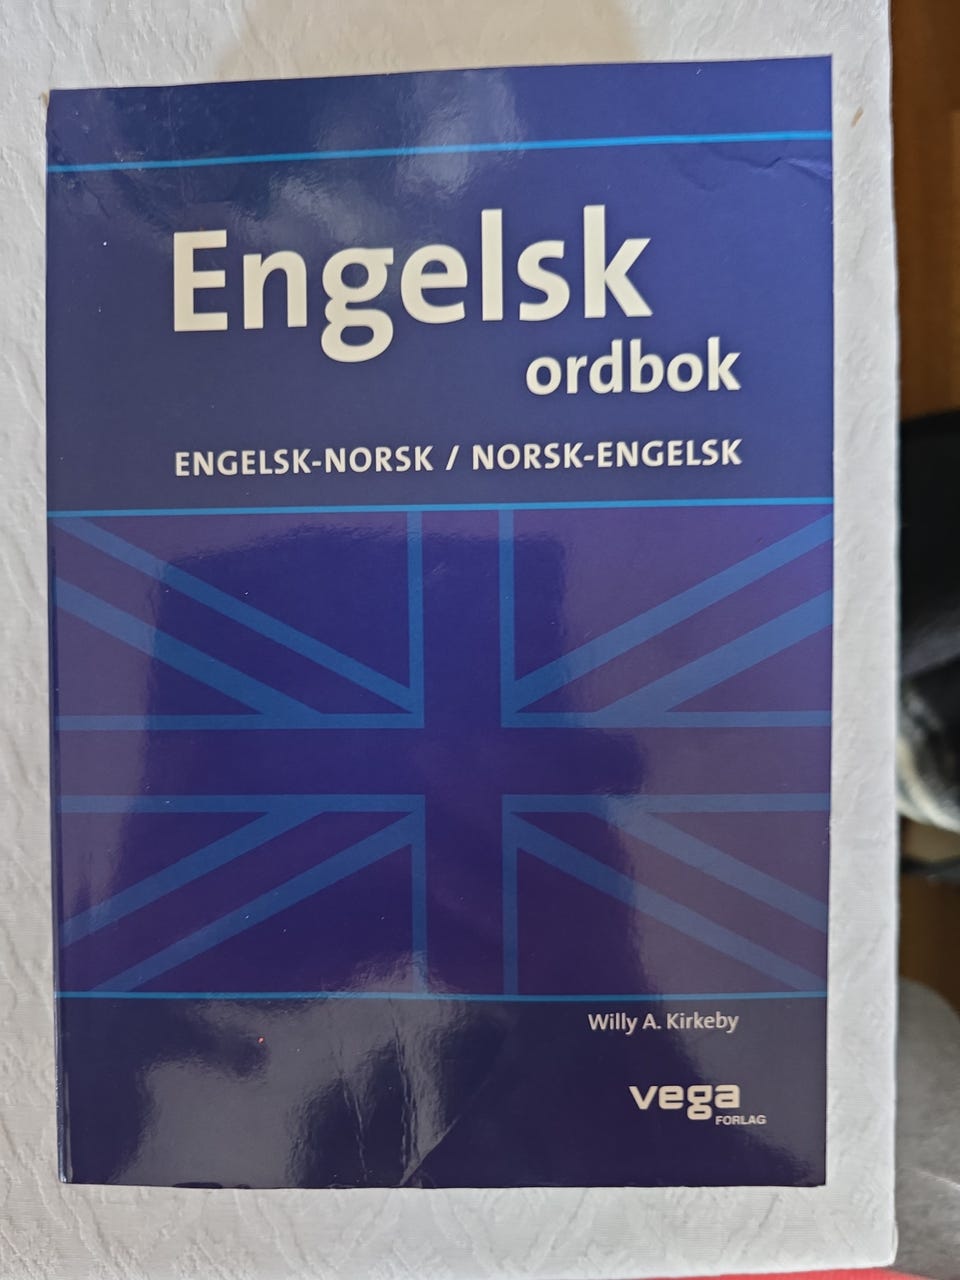 Engelsk
ordbok
ENGELSK-NORSK / NORSK-ENGELSK
Willy A. Kirkeby
vega
FORLAG